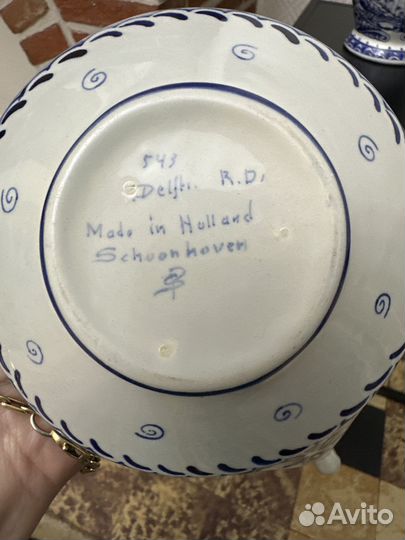 543
Delft. R.D.
Made in Holland
Schoonhoven
Avito